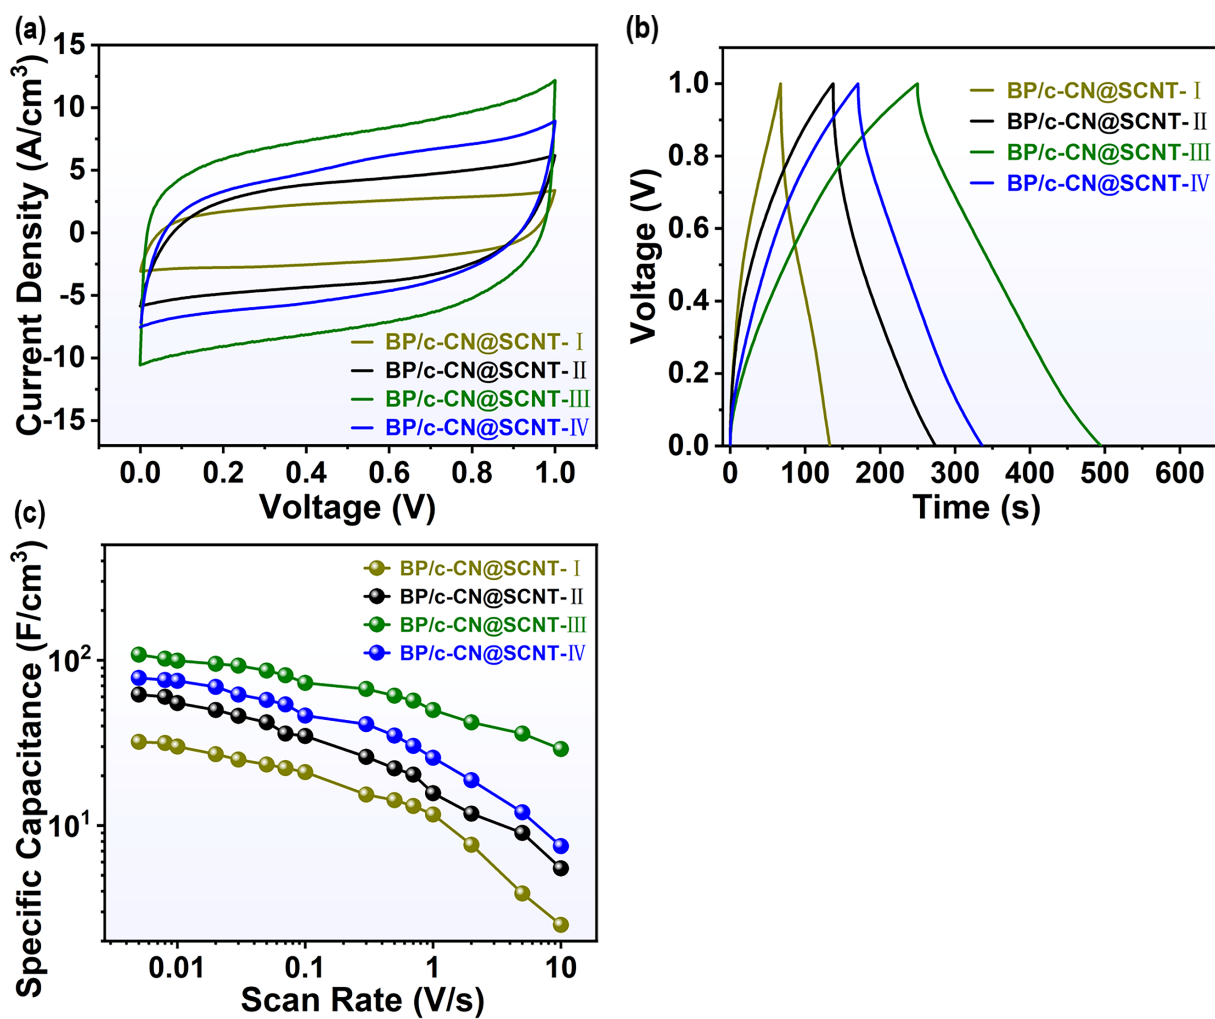 (a)
Current Density (A/cm³)
15
10
5
0
-5
-10
-15
BP/c-CN@SCNT-Ⅰ
BP/c-CN@SCNT-Ⅱ
BP/c-CN@SCNT-Ⅲ
BP/c-CN@SCNT-Ⅳ
0.0 0.2 0.4 0.6 0.8 1.0
Voltage (V)
(b)
Voltage (V)
1.0
0.8
0.6
0.4
0.2
0.0
BP/c-CN@SCNT-Ⅰ
BP/c-CN@SCNT-Ⅱ
BP/c-CN@SCNT-Ⅲ
BP/c-CN@SCNT-Ⅳ
0 100 200 300 400 500 600
Time (s)
(c)
Specific Capacitance (F/cm³)
10²
10¹
BP/c-CN@SCNT-Ⅰ
BP/c-CN@SCNT-Ⅱ
BP/c-CN@SCNT-Ⅲ
BP/c-CN@SCNT-Ⅳ
0.01 0.1 1 10
Scan Rate (V/s)